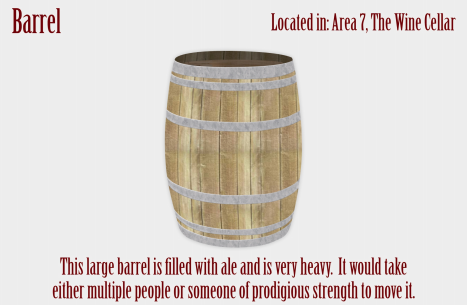 Barrel
Located in: Area 7, The Wine Cellar
This large barrel is filled with ale and is very heavy. It would take
either multiple people or someone of prodigious strength to move it.